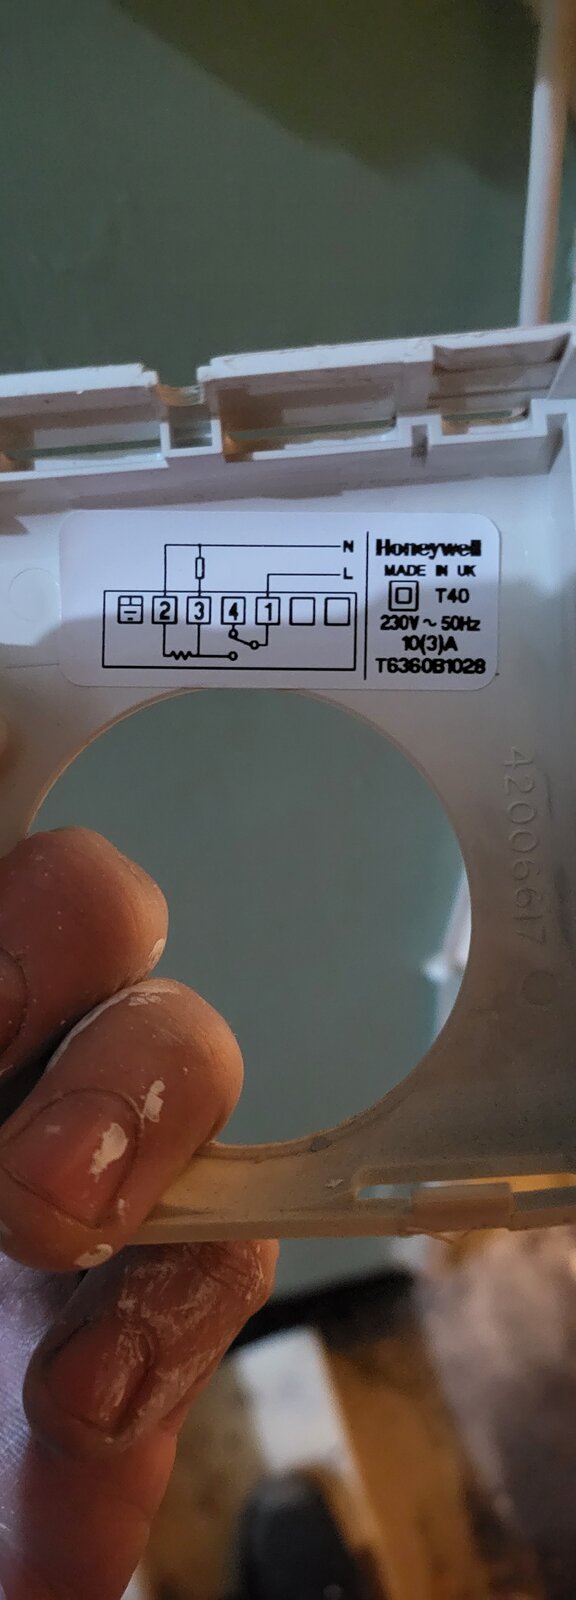 N
L
2 3 4 1
Honeywell
MADE IN UK
T40
230V ~ 50Hz
10(3)A
T6360B1028
42006617